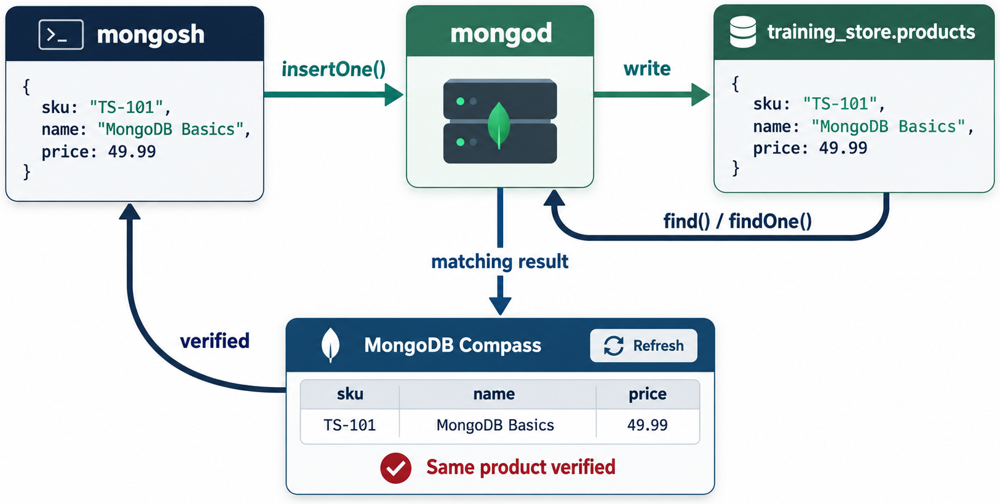 >_ mongosh
{
sku: "TS-101",
name: "MongoDB Basics",
price: 49.99
}
insertOne()
mongod
write
training_store.products
{
sku: "TS-101",
name: "MongoDB Basics",
price: 49.99
}
find() / findOne()
matching result
verified
MongoDB Compass
Refresh
sku name price
TS-101 MongoDB Basics 49.99
Same product verified